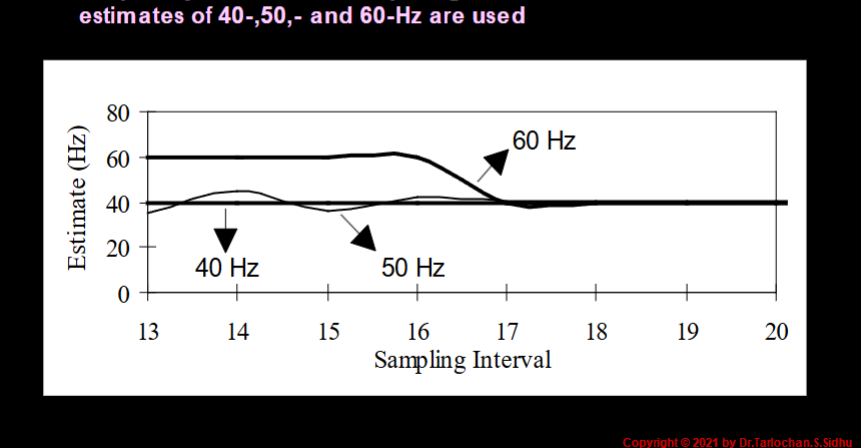 estimates of 40-,50,- and 60-Hz are used
80
60 Hz
60
Estimate (Hz)
40
20
40 Hz
50 Hz
0
13 14 15 16 17 18 19 20
Sampling Interval
Copyright © 2021 by Dr.Tarlochan.S.Sidhu